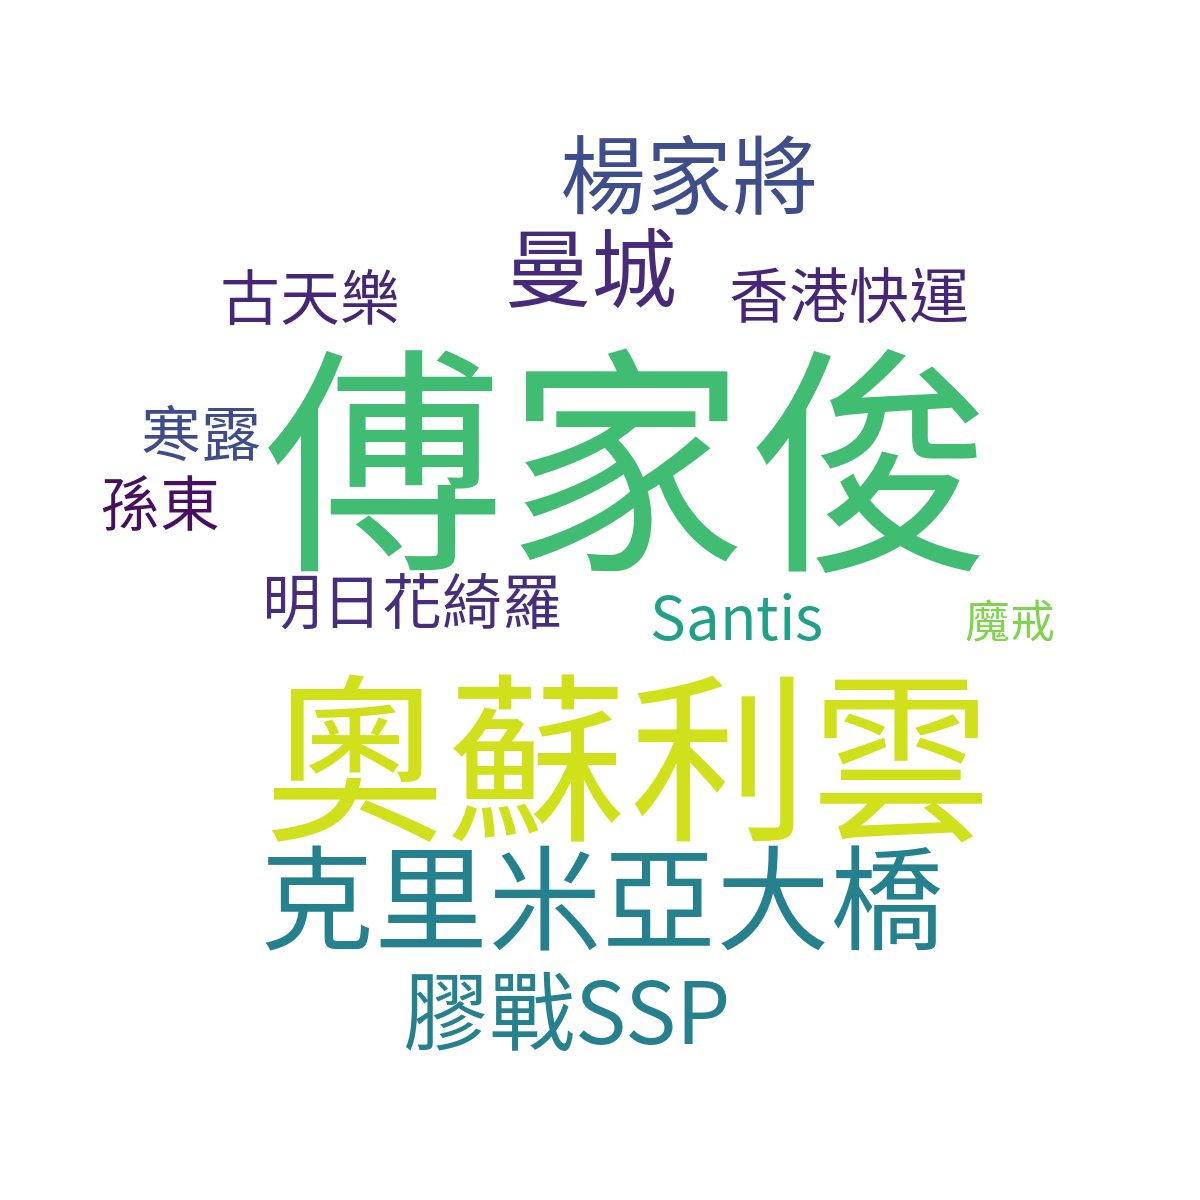 楊家將
曼城
古天樂
香港快運
傅家俊
寒露
孫東
明日花綺羅
Santis
魔戒
奧蘇利雲
克里米亞大橋
膠戰SSP